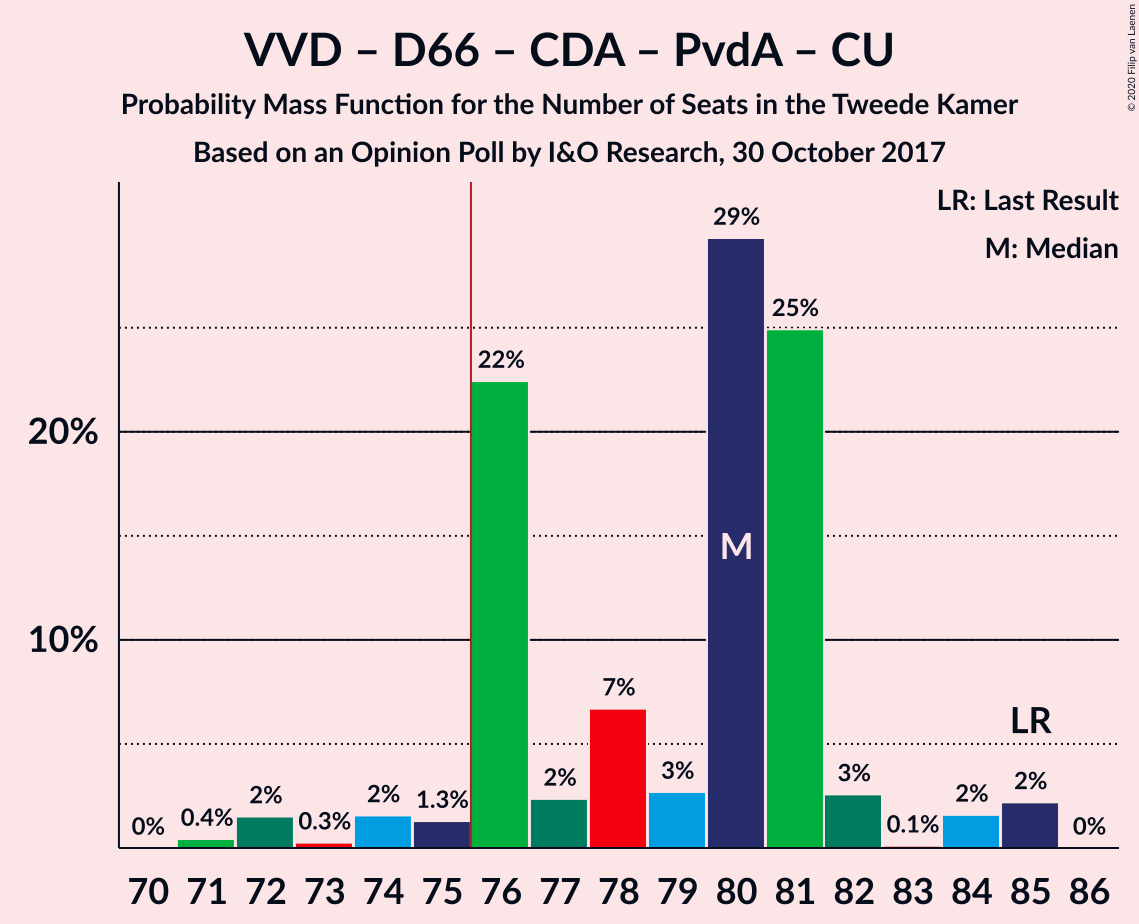 VVD – D66 – CDA – PvdA – CU
Probability Mass Function for the Number of Seats in the Tweede Kamer
Based on an Opinion Poll by I&O Research, 30 October 2017
© 2020 Filip van Laenen
LR: Last Result
M: Median
20%
10%
0%
0.4%
2%
0.3%
2%
1.3%
22%
2%
7%
3%
29%
25%
3%
0.1%
2%
2%
0%
M
LR
70 71 72 73 74 75 76 77 78 79 80 81 82 83 84 85 86